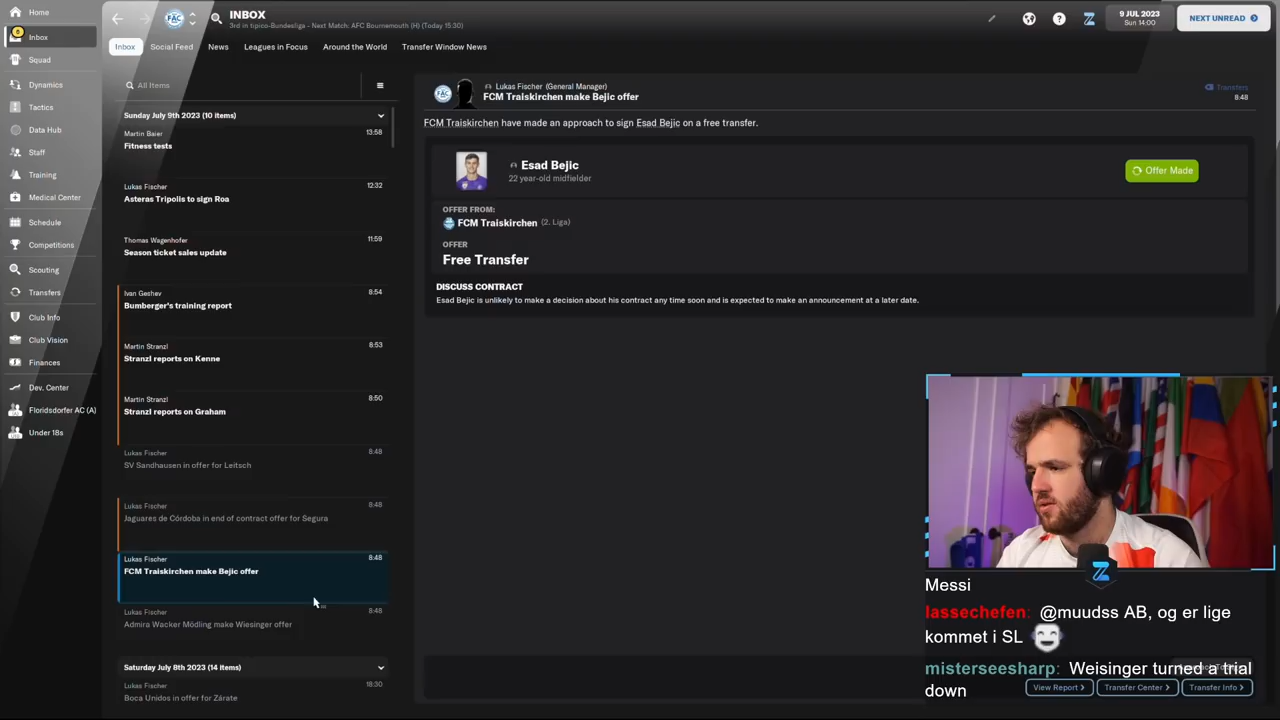 INBOX
3rd in tipico-Bundesliga - Next Match: AFC Bournemouth (H) (Today 15:30)
9 JUL 2023
Sun 14:00
NEXT UNREAD
Home
6
Inbox
Squad
Dynamics
Tactics
Data Hub
Staff
Training
Medical Center
Schedule
Competitions
Scouting
Transfers
Club Info
Club Vision
Finances
Dev. Center
Floridsdorfer AC (A)
Under 18s
Inbox
Social Feed
News
Leagues in Focus
Around the World
Transfer Window News
All Items
Sunday July 9th 2023 (10 items)
Martin Baier 13:58
Fitness tests
Lukas Fischer 12:32
Asteras Tripolis to sign Roa
Thomas Wagenhofer 11:59
Season ticket sales update
Ivan Geshev 8:54
Bumberger's training report
Martin Stranzl 8:53
Stranzl reports on Kenne
Martin Stranzl 8:50
Stranzl reports on Graham
Lukas Fischer 8:48
SV Sandhausen in offer for Leitsch
Lukas Fischer 8:48
Jaguares de Córdoba in end of contract offer for Segura
Lukas Fischer 8:48
FCM Traiskirchen make Bejic offer
Lukas Fischer 8:48
Admira Wacker Mödling make Wiesinger offer
Saturday July 8th 2023 (14 items)
Lukas Fischer 18:30
Boca Unidos in offer for Zárate
Lukas Fischer (General Manager)
FCM Traiskirchen make Bejic offer
Transfers
8:48
FCM Traiskirchen have made an approach to sign Esad Bejic on a free transfer.
Esad Bejic
22 year-old midfielder
Offer Made
OFFER FROM:
FCM Traiskirchen (2. Liga)
OFFER
Free Transfer
DISCUSS CONTRACT
Esad Bejic is unlikely to make a decision about his contract any time soon and is expected to make an announcement at a later date.
Messi
lassechefen: @muudss AB, og er lige
kommet i SL
misterseesharp: Weisinger turned a trial
down
View Report >
Transfer Center >
Transfer Info >